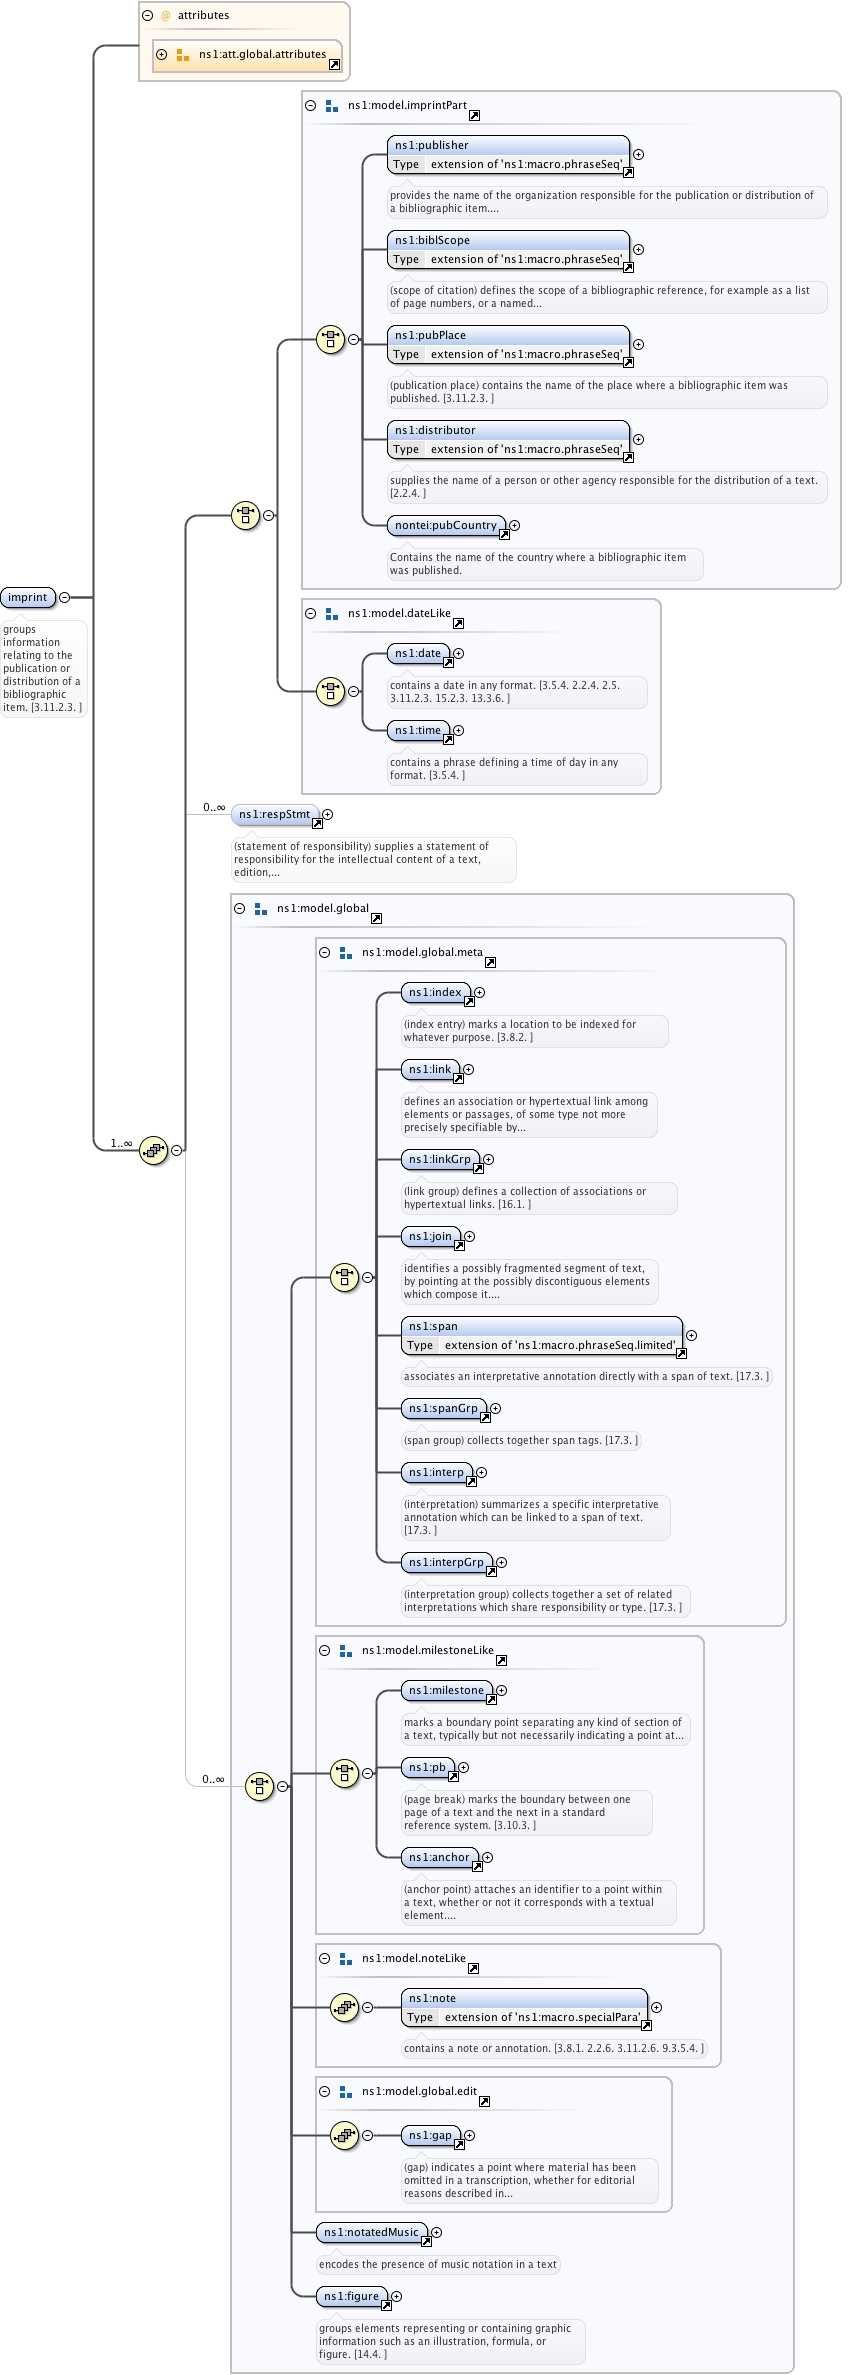 @ attributes
ns1:att.global.attributes
ns1:model.imprintPart
ns1:publisher
Type extension of 'ns1:macro.phraseSeq'
provides the name of the organization responsible for the publication or distribution of
a bibliographic item....
ns1:biblScope
Type extension of 'ns1:macro.phraseSeq'
(scope of citation) defines the scope of a bibliographic reference, for example as a list
of page numbers, or a named...
ns1:pubPlace
Type extension of 'ns1:macro.phraseSeq'
(publication place) contains the name of the place where a bibliographic item was
published. [3.11.2.3. ]
ns1:distributor
Type extension of 'ns1:macro.phraseSeq'
supplies the name of a person or other agency responsible for the distribution of a text.
[2.2.4. ]
nontei:pubCountry
Contains the name of the country where a bibliographic item
was published.
imprint
groups
information
relating to the
publication or
distribution of a
bibliographic
item. [3.11.2.3. ]
ns1:model.dateLike
ns1:date
contains a date in any format. [3.5.4. 2.2.4. 2.5.
3.11.2.3. 15.2.3. 13.3.6. ]
ns1:time
contains a phrase defining a time of day in any
format. [3.5.4. ]
0..∞
ns1:respStmt
(statement of responsibility) supplies a statement of
responsibility for the intellectual content of a text,
edition,...
ns1:model.global
ns1:model.global.meta
ns1:index
(index entry) marks a location to be indexed for
whatever purpose. [3.8.2. ]
ns1:link
defines an association or hypertextual link among
elements or passages, of some type not more
precisely specifiable by...
1..∞
ns1:linkGrp
(link group) defines a collection of associations or
hypertextual links. [16.1. ]
ns1:join
identifies a possibly fragmented segment of text,
by pointing at the possibly discontiguous elements
which compose it....
ns1:span
Type extension of 'ns1:macro.phraseSeq.limited'
associates an interpretative annotation directly with a span of text. [17.3. ]
ns1:spanGrp
(span group) collects together span tags. [17.3. ]
ns1:interp
(interpretation) summarizes a specific interpretative
annotation which can be linked to a span of text.
[17.3. ]
ns1:interpGrp
(interpretation group) collects together a set of related
interpretations which share responsibility or type. [17.3. ]
ns1:model.milestoneLike
ns1:milestone
marks a boundary point separating any kind of section of
a text, typically but not necessarily indicating a point at...
0..∞
ns1:pb
(page break) marks the boundary between one
page of a text and the next in a standard
reference system. [3.10.3. ]
ns1:anchor
(anchor point) attaches an identifier to a point within
a text, whether or not it corresponds with a textual
element....
ns1:model.noteLike
ns1:note
Type extension of 'ns1:macro.specialPara'
contains a note or annotation. [3.8.1. 2.2.6. 3.11.2.6. 9.3.5.4. ]
ns1:model.global.edit
ns1:gap
(gap) indicates a point where material has been
omitted in a transcription, whether for editorial
reasons described in...
ns1:notatedMusic
encodes the presence of music notation in a text
ns1:figure
groups elements representing or containing graphic
information such as an illustration, formula, or
figure. [14.4. ]